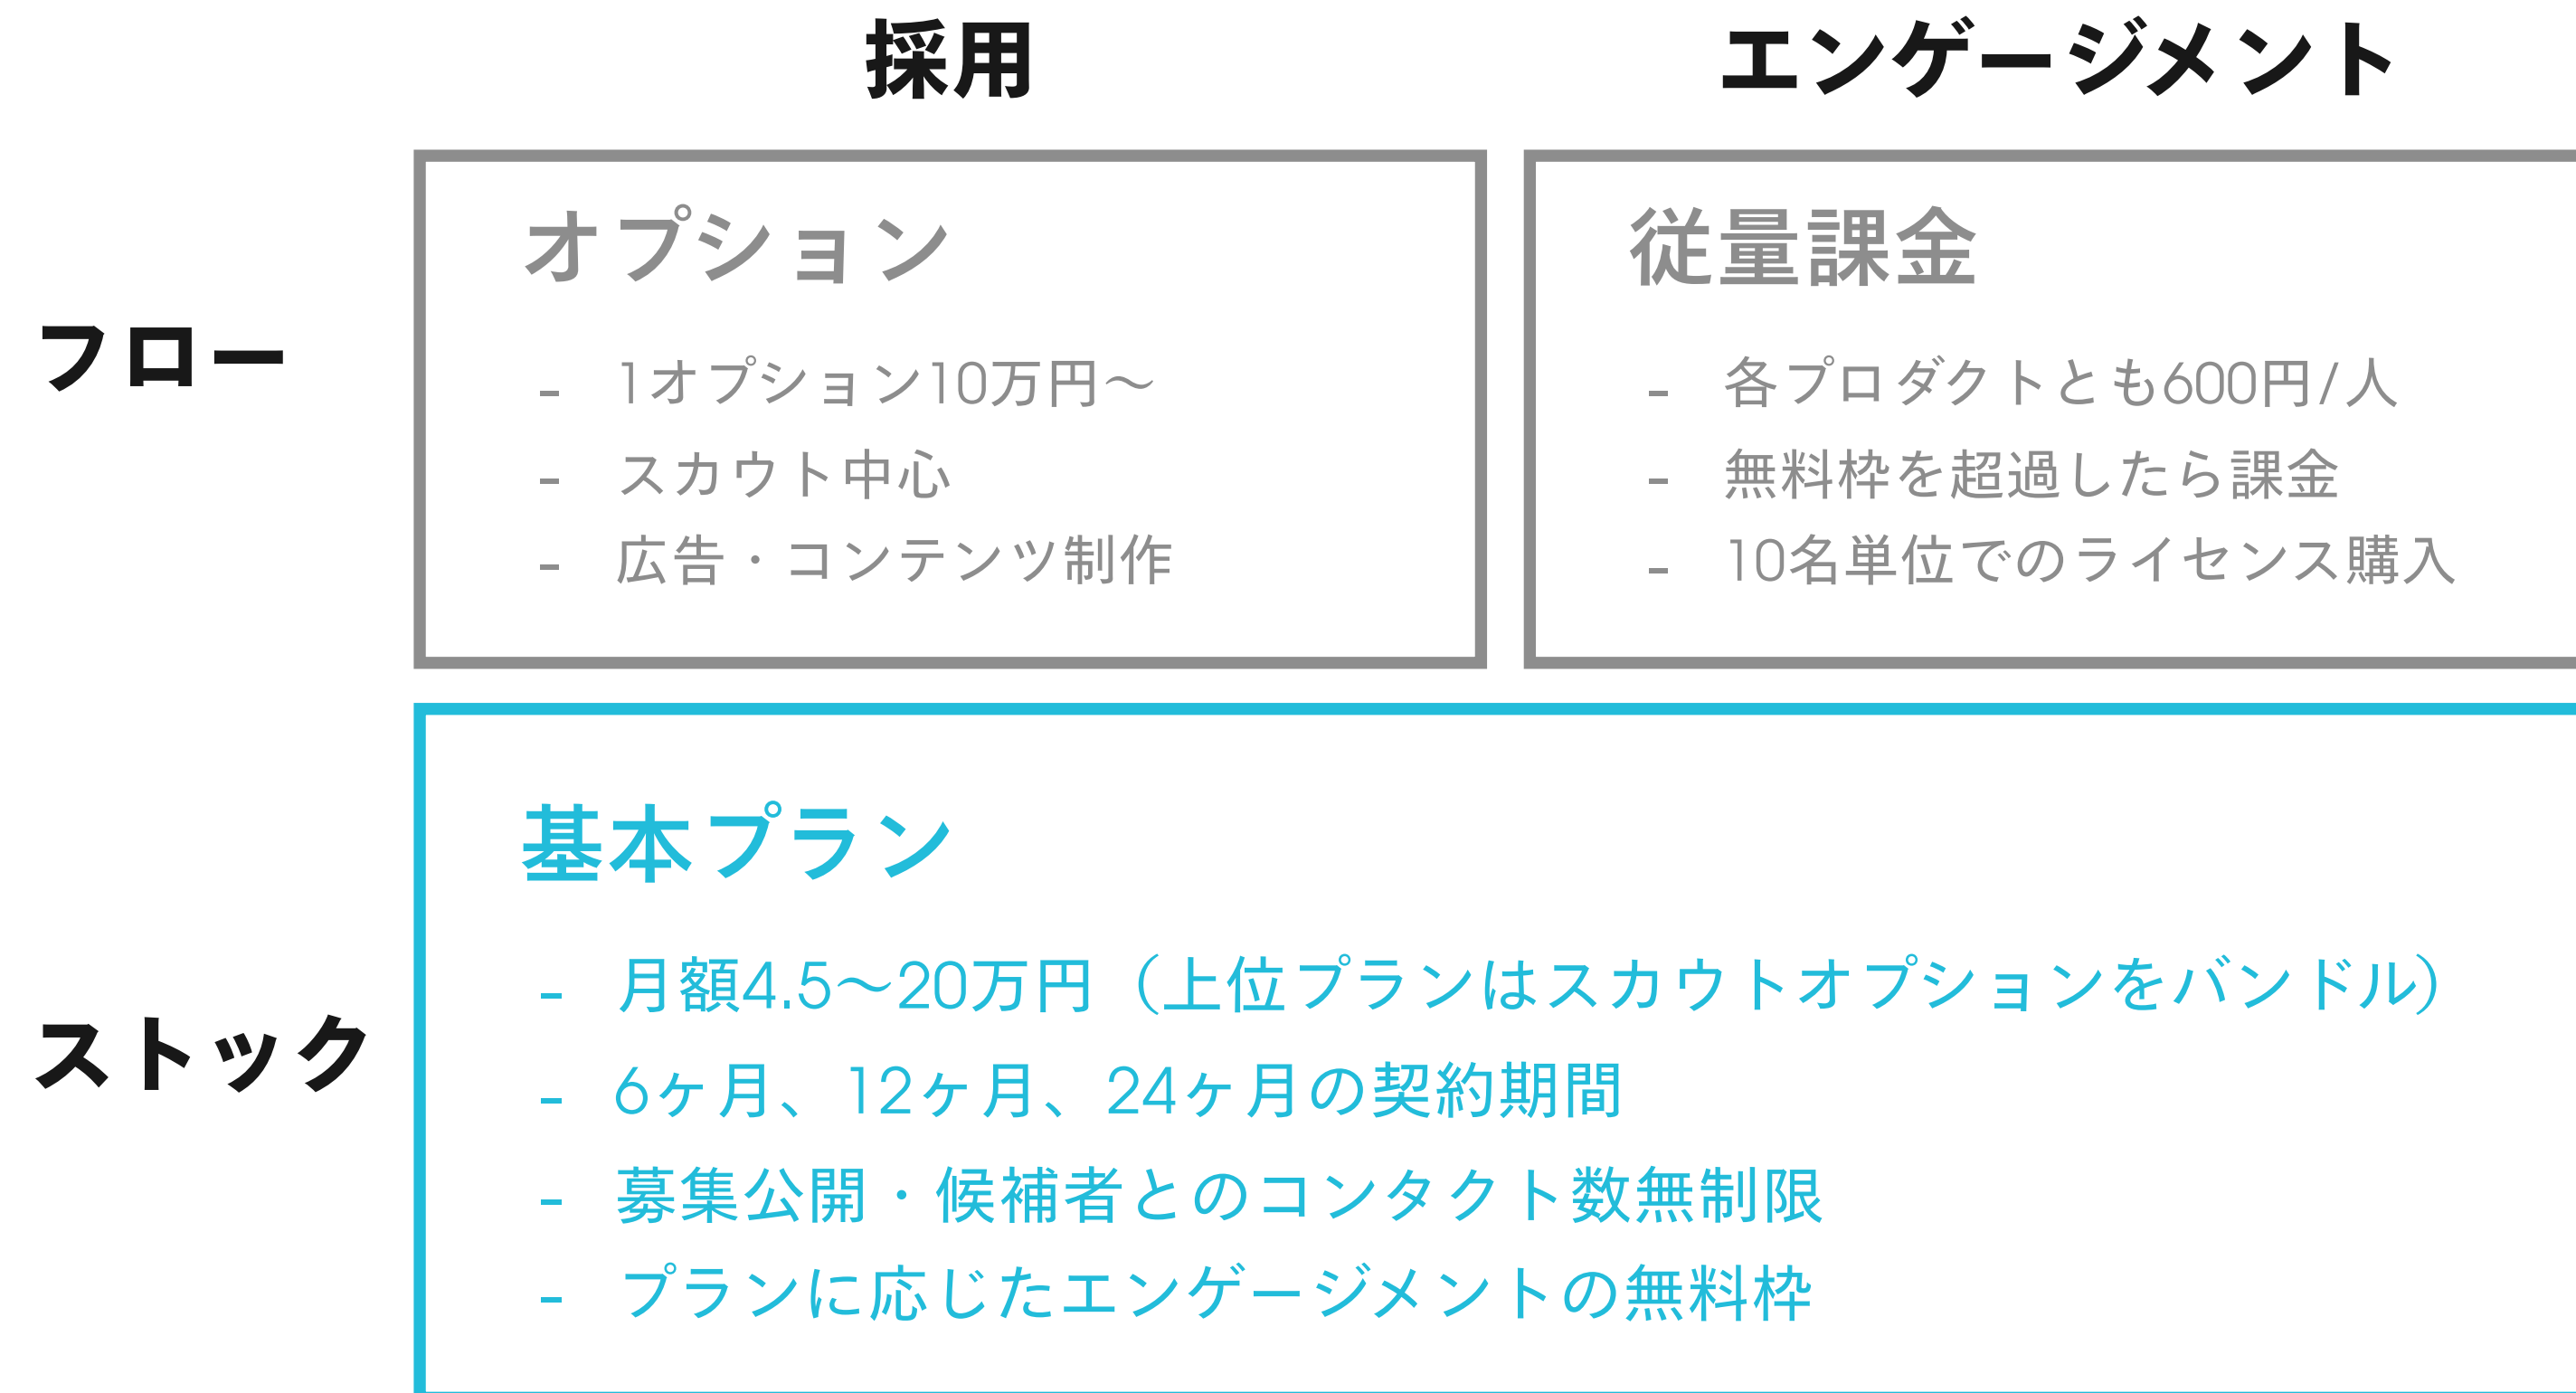 採用
エンゲージメント
フロー
オプション
- 1オプション10万円〜
- スカウト中心
- 広告・コンテンツ制作
従量課金
- 各プロダクトとも600円/人
- 無料枠を超過したら課金
- 10名単位でのライセンス購入
ストック
基本プラン
- 月額4.5〜20万円（上位プランはスカウトオプションをバンドル）
- 6ヶ月、12ヶ月、24ヶ月の契約期間
- 募集公開・候補者とのコンタクト数無制限
- プランに応じたエンゲージメントの無料枠